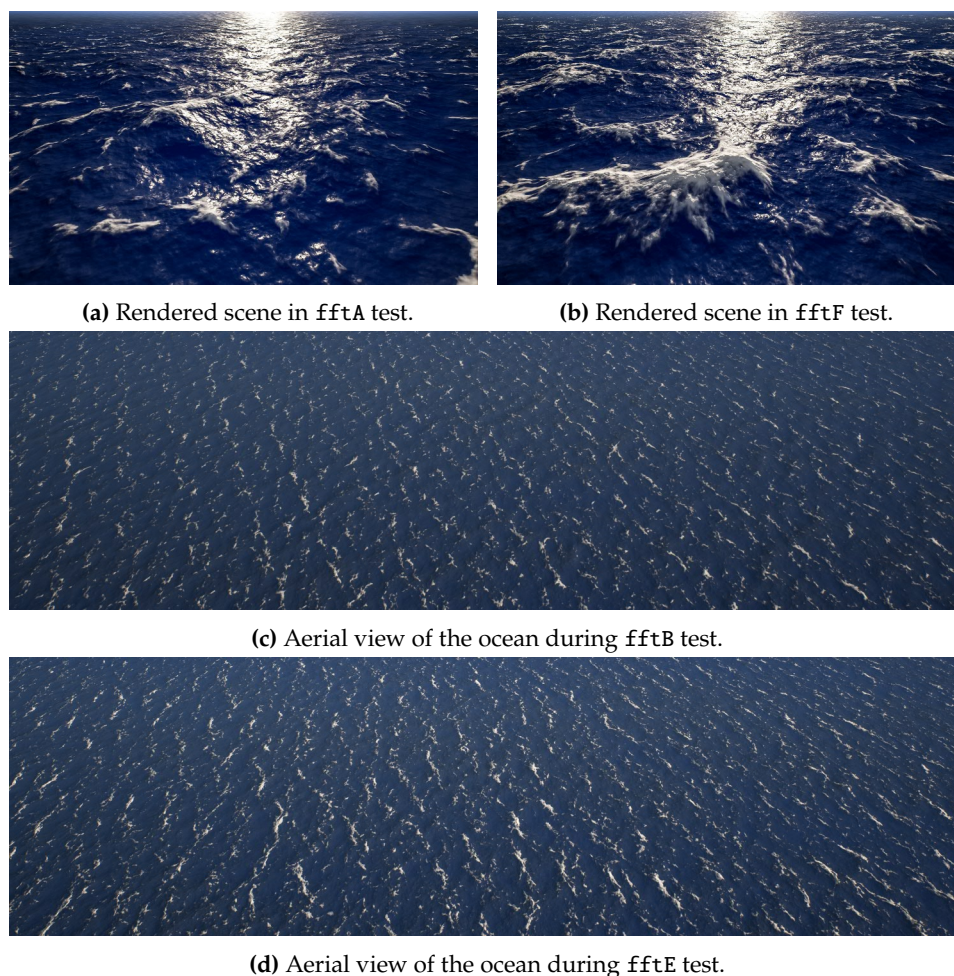 (a) Rendered scene in fftA test.
(b) Rendered scene in fftF test.
(c) Aerial view of the ocean during fftB test.
(d) Aerial view of the ocean during fftE test.